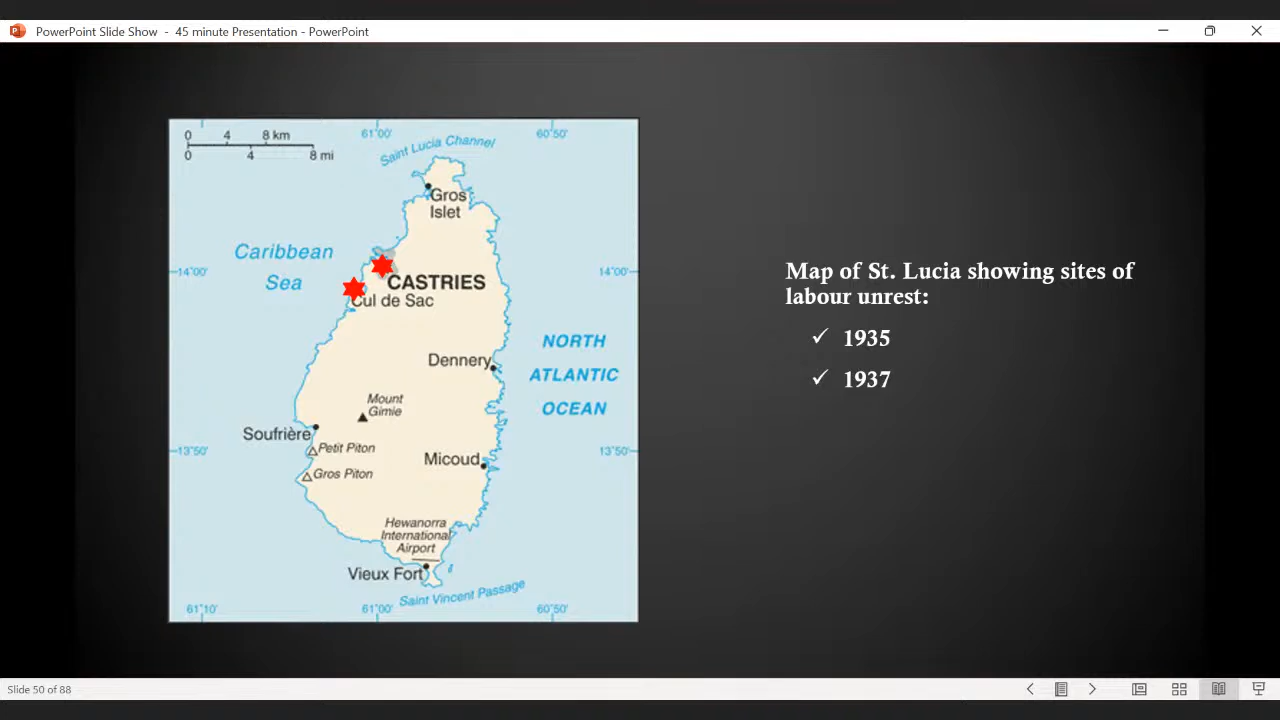 PowerPoint Slide Show - 45 minute Presentation - PowerPoint
0 4 8 km
0 4 8 mi
61°00'
60°50'
Saint Lucia Channel
Gros
Islet
Caribbean
Sea
14°00'
14°00'
CASTRIES
Cul de Sac
NORTH
ATLANTIC
OCEAN
Dennery
Mount
Gimie
Soufrière
Petit Piton
13°50'
13°50'
Micoud
Gros Piton
Hewanorra
International
Airport
Vieux Fort
Saint Vincent Passage
61°10'
61°00'
60°50'
Map of St. Lucia showing sites of
labour unrest:
✓ 1935
✓ 1937
Slide 50 of 88